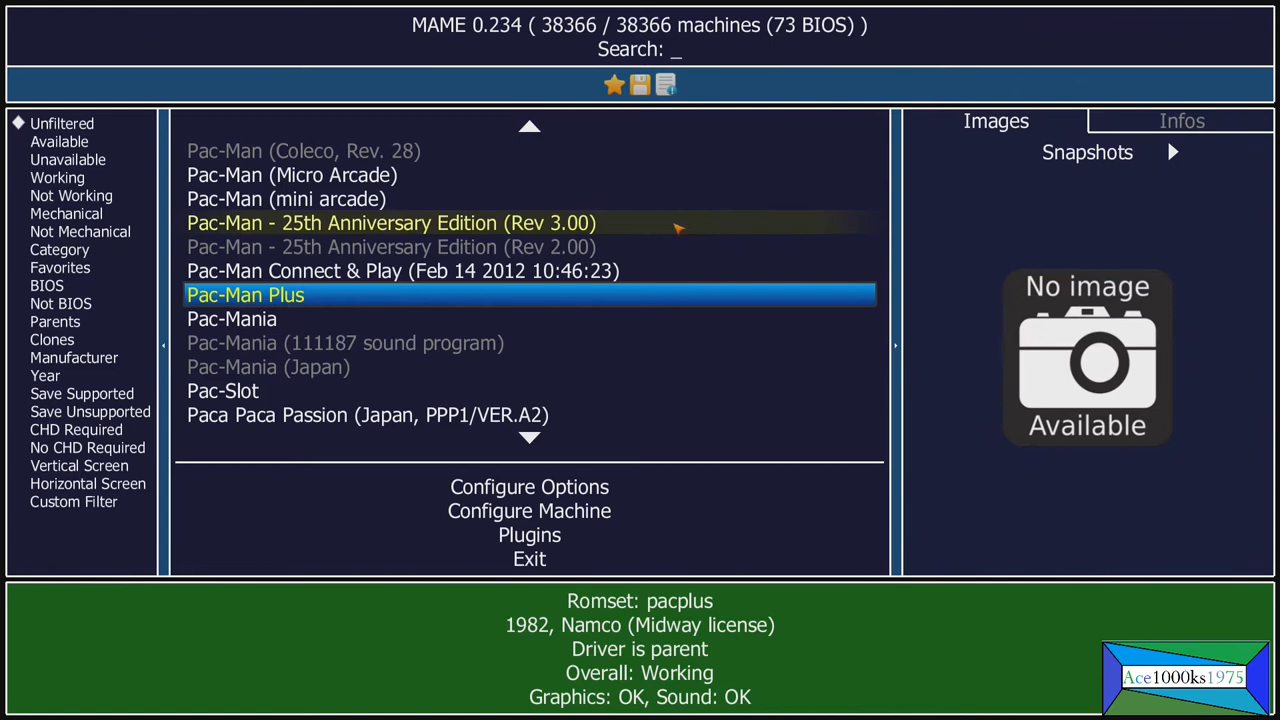 MAME 0.234 ( 38366 / 38366 machines (73 BIOS) )
Search: _
Unfiltered
Available
Unavailable
Working
Not Working
Mechanical
Not Mechanical
Category
Favorites
BIOS
Not BIOS
Parents
Clones
Manufacturer
Year
Save Supported
Save Unsupported
CHD Required
No CHD Required
Vertical Screen
Horizontal Screen
Custom Filter
Pac-Man (Coleco, Rev. 28)
Pac-Man (Micro Arcade)
Pac-Man (mini arcade)
Pac-Man - 25th Anniversary Edition (Rev 3.00)
Pac-Man - 25th Anniversary Edition (Rev 2.00)
Pac-Man Connect & Play (Feb 14 2012 10:46:23)
Pac-Man Plus
Pac-Mania
Pac-Mania (111187 sound program)
Pac-Mania (Japan)
Pac-Slot
Paca Paca Passion (Japan, PPP1/VER.A2)
Configure Options
Configure Machine
Plugins
Exit
Images
Infos
Snapshots
No image
Available
Romset: pacplus
1982, Namco (Midway license)
Driver is parent
Overall: Working
Graphics: OK, Sound: OK
Ace1000ks1975